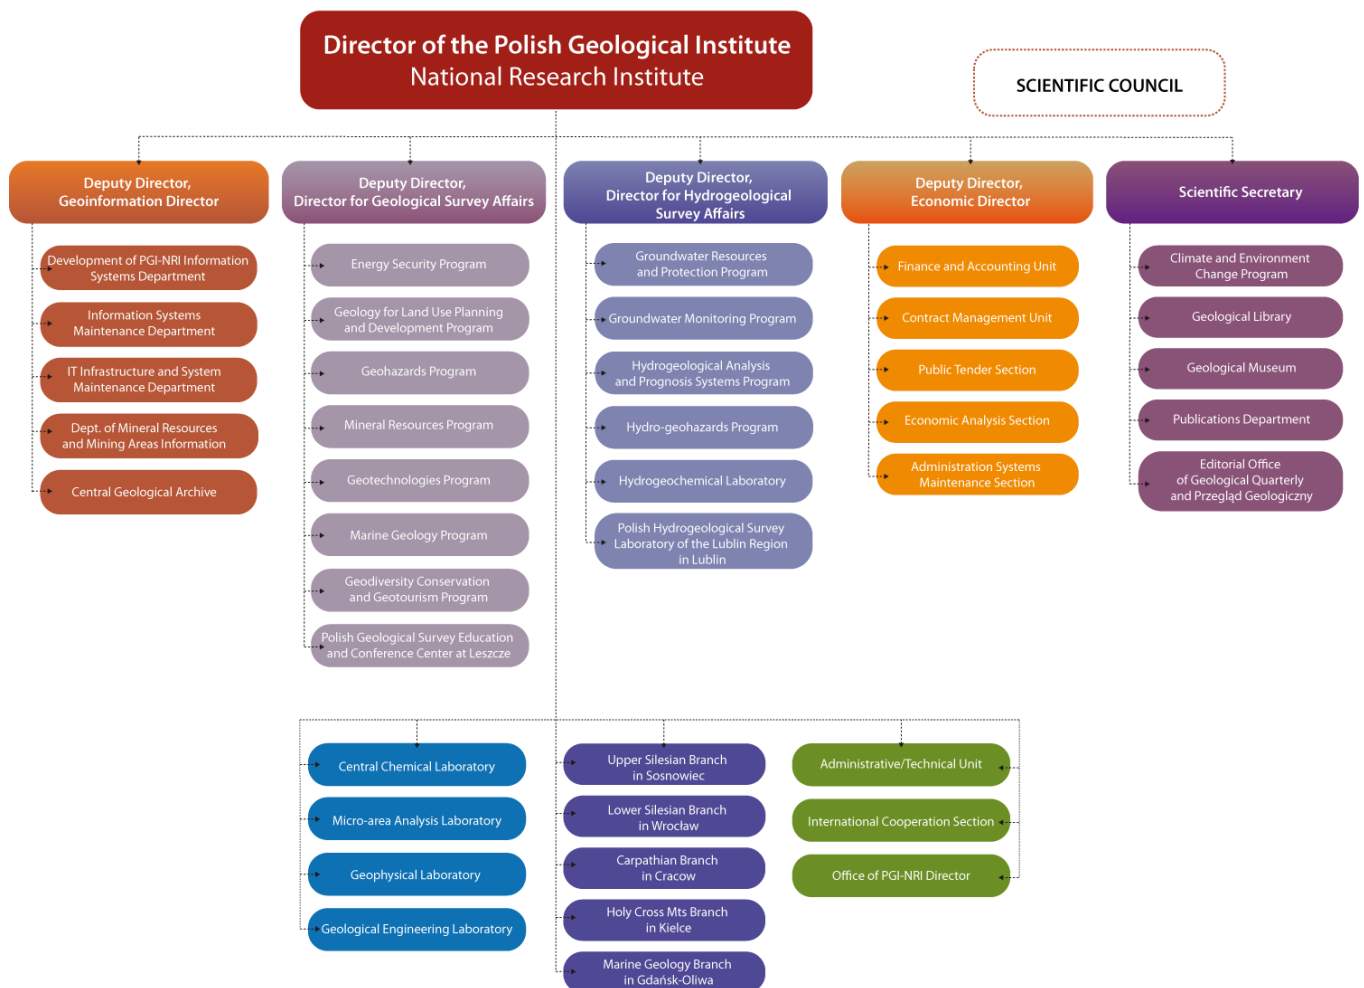 Director of the Polish Geological Institute
National Research Institute
SCIENTIFIC COUNCIL
Deputy Director,
Geoinformation Director
Development of PGI-NRI Information
Systems Department
Information Systems
Maintenance Department
IT Infrastructure and System
Maintenance Department
Dept. of Mineral Resources
and Mining Areas Information
Central Geological Archive
Deputy Director,
Director for Geological Survey Affairs
Energy Security Program
Geology for Land Use Planning
and Development Program
Geohazards Program
Mineral Resources Program
Geotechnologies Program
Marine Geology Program
Geodiversity Conservation
and Geotourism Program
Polish Geological Survey Education
and Conference Center at Leszcze
Deputy Director,
Director for Hydrogeological
Survey Affairs
Groundwater Resources
and Protection Program
Groundwater Monitoring Program
Hydrogeological Analysis
and Prognosis Systems Program
Hydro-geohazards Program
Hydrogeochemical Laboratory
Polish Hydrogeological Survey
Laboratory of the Lublin Region
in Lublin
Deputy Director,
Economic Director
Finance and Accounting Unit
Contract Management Unit
Public Tender Section
Economic Analysis Section
Administration Systems
Maintenance Section
Scientific Secretary
Climate and Environment
Change Program
Geological Library
Geological Museum
Publications Department
Editorial Office
of Geological Quarterly
and Przegląd Geologiczny
Central Chemical Laboratory
Micro-area Analysis Laboratory
Geophysical Laboratory
Geological Engineering Laboratory
Upper Silesian Branch
in Sosnowiec
Lower Silesian Branch
in Wrocław
Carpathian Branch
in Cracow
Holy Cross Mts Branch
in Kielce
Marine Geology Branch
in Gdańsk-Oliwa
Administrative/Technical Unit
International Cooperation Section
Office of PGI-NRI Director